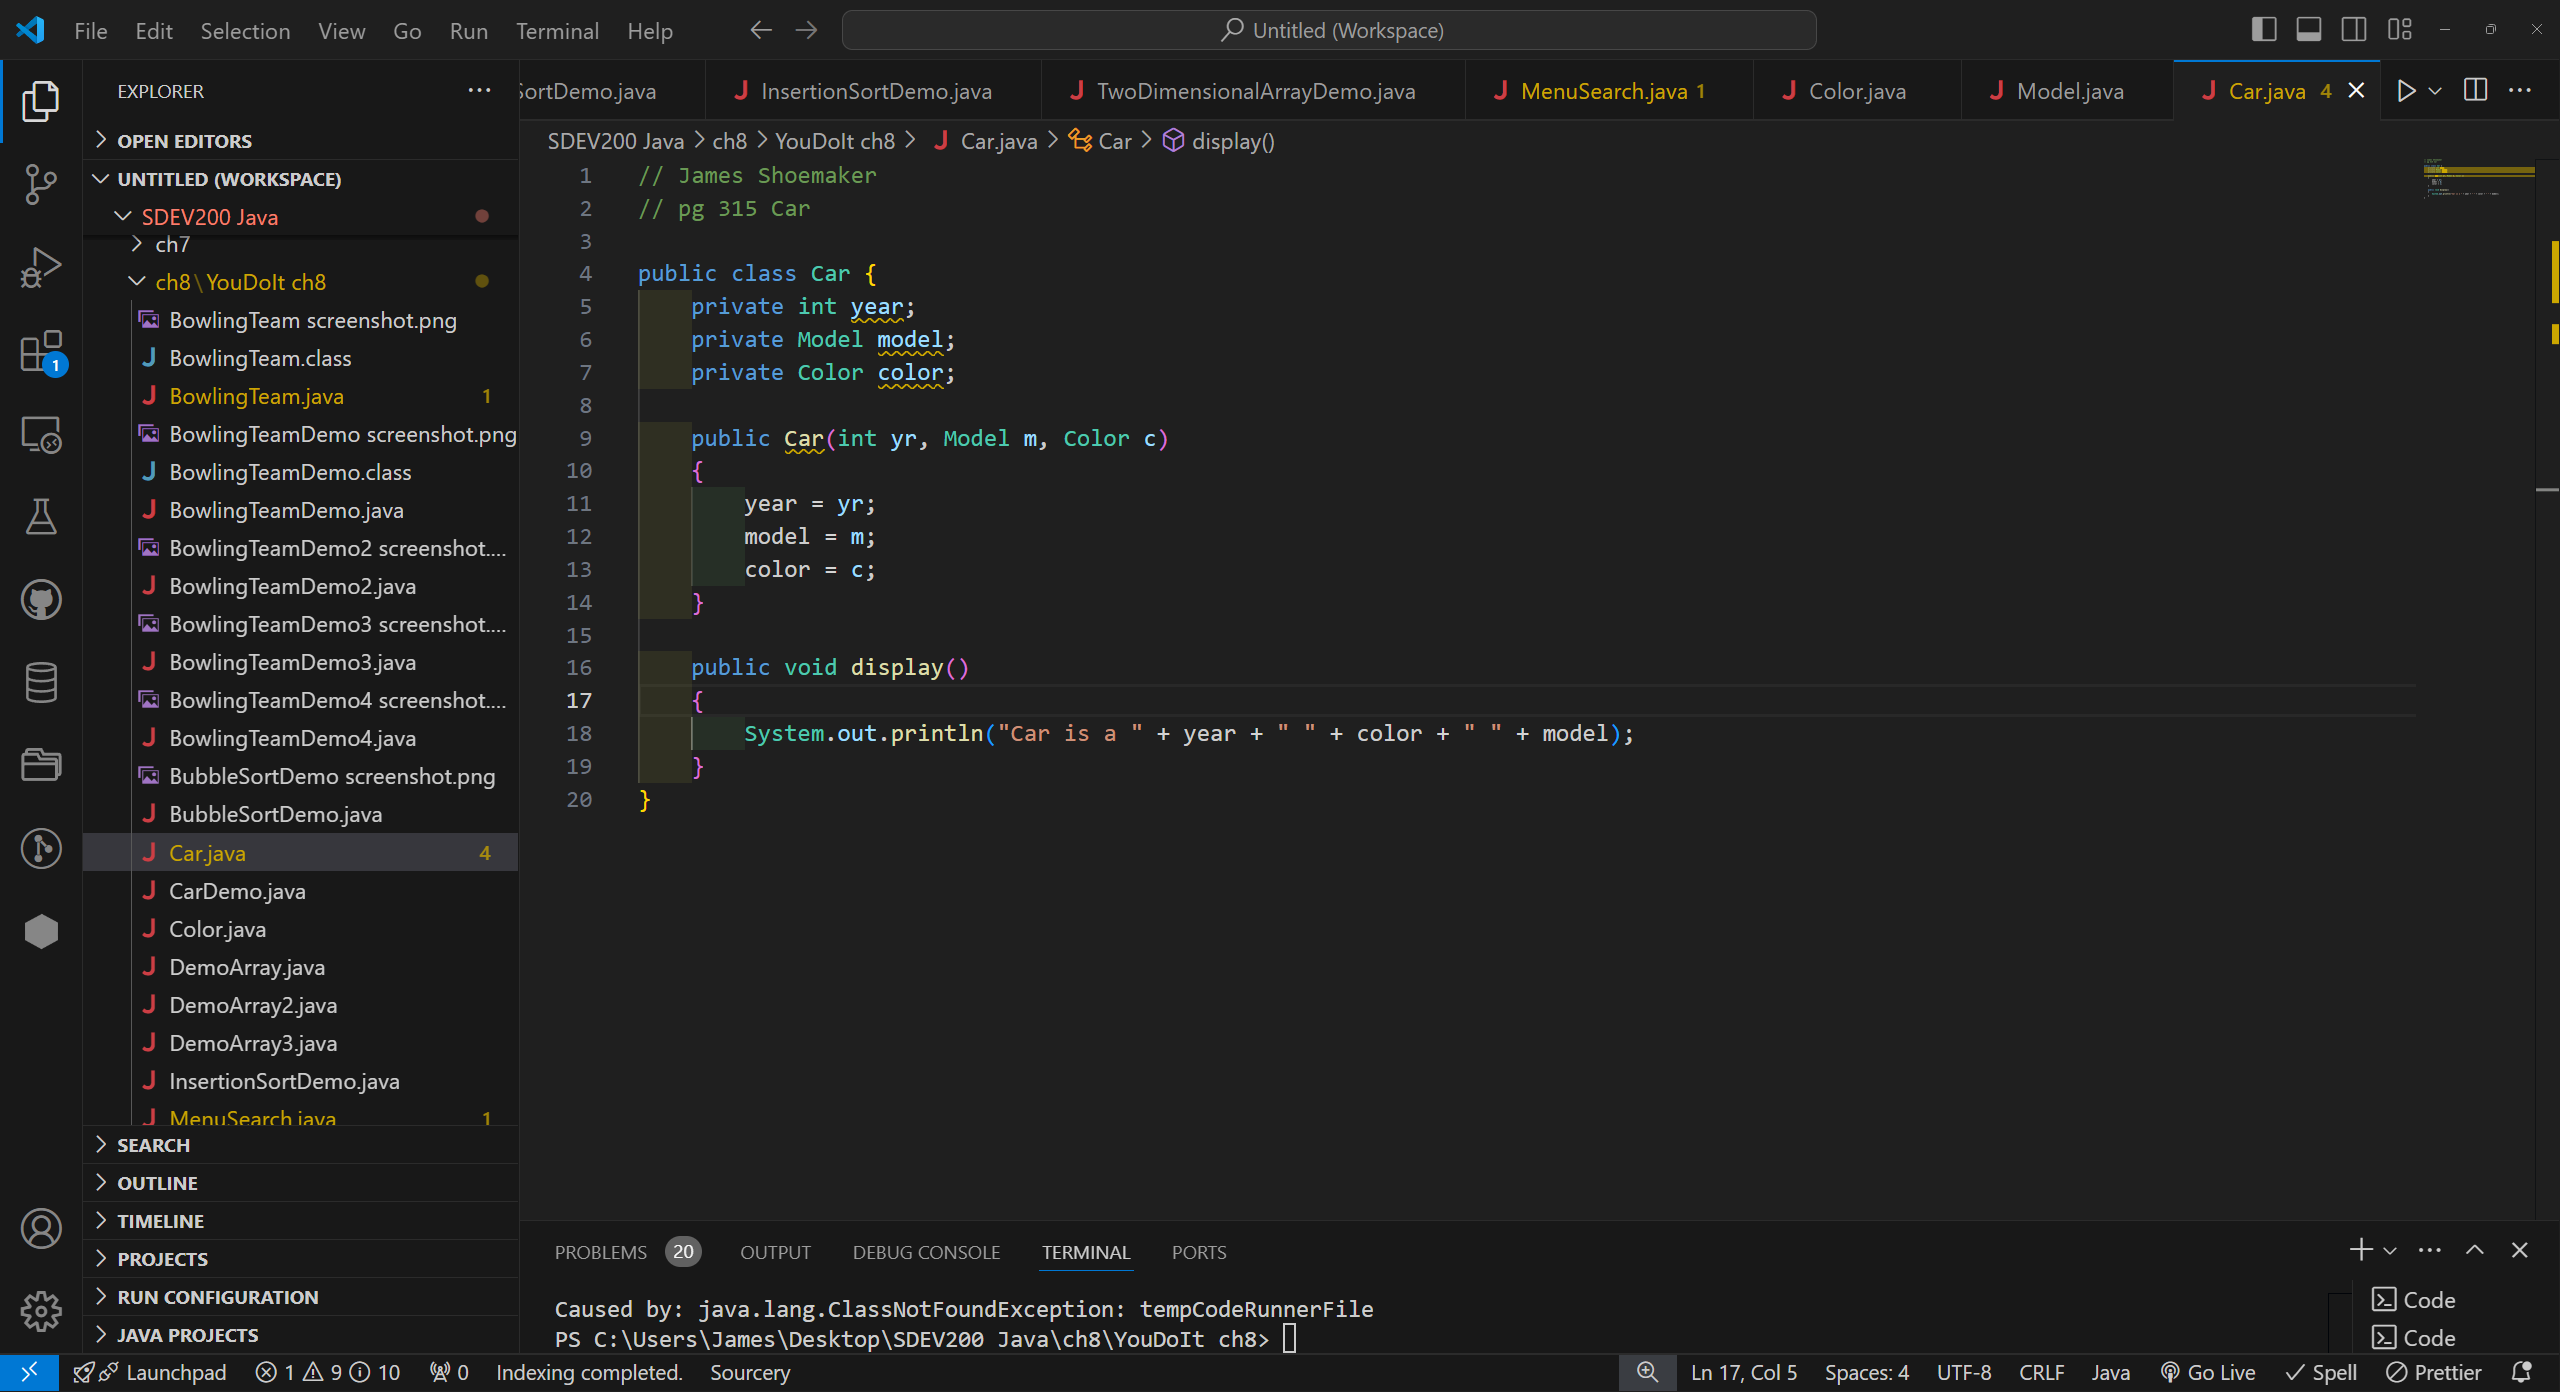 File Edit Selection View Go Run Terminal Help
Untitled (Workspace)
EXPLORER
OPEN EDITORS
UNTITLED (WORKSPACE)
SDEV200 Java
ch7
ch8\YouDoIt ch8
BowlingTeam screenshot.png
BowlingTeam.class
BowlingTeam.java 1
BowlingTeamDemo screenshot.png
BowlingTeamDemo.class
BowlingTeamDemo.java
BowlingTeamDemo2 screenshot....
BowlingTeamDemo2.java
BowlingTeamDemo3 screenshot....
BowlingTeamDemo3.java
BowlingTeamDemo4 screenshot....
BowlingTeamDemo4.java
BubbleSortDemo screenshot.png
BubbleSortDemo.java
Car.java 4
CarDemo.java
Color.java
DemoArray.java
DemoArray2.java
DemoArray3.java
InsertionSortDemo.java
MenuSearch.java 1
SEARCH
OUTLINE
TIMELINE
PROJECTS
RUN CONFIGURATION
JAVA PROJECTS
1
SortDemo.java InsertionSortDemo.java TwoDimensionalArrayDemo.java MenuSearch.java 1 Color.java Model.java Car.java 4
SDEV200 Java > ch8 > YouDoIt ch8 > Car.java > Car > display()
1 // James Shoemaker
2 // pg 315 Car
3
4 public class Car {
5 private int year;
6 private Model model;
7 private Color color;
8
9 public Car(int yr, Model m, Color c)
10 {
11 year = yr;
12 model = m;
13 color = c;
14 }
15
16 public void display()
17 {
18 System.out.println("Car is a " + year + " " + color + " " + model);
19 }
20 }
PROBLEMS 20 OUTPUT DEBUG CONSOLE TERMINAL PORTS
Caused by: java.lang.ClassNotFoundException: tempCodeRunnerFile
PS C:\Users\James\Desktop\SDEV200 Java\ch8\YouDoIt ch8>
Code
Code
Launchpad 1 9 10 0 Indexing completed. Sourcery Ln 17, Col 5 Spaces: 4 UTF-8 CRLF Java Go Live Spell Prettier